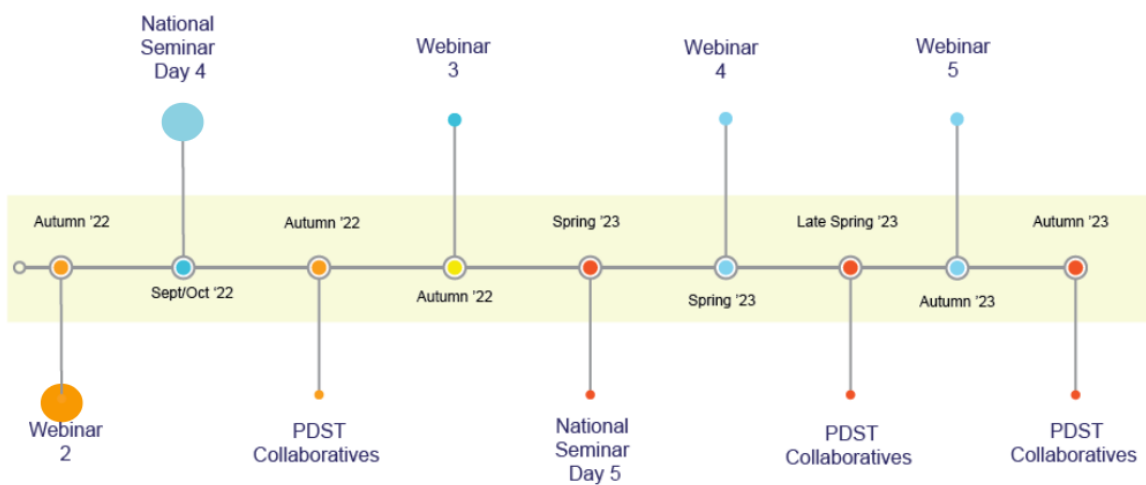 National
Seminar
Day 4
Webinar
3
Webinar
4
Webinar
5
Autumn '22
Autumn '22
Spring '23
Late Spring '23
Autumn '23
Sept/Oct '22
Autumn '22
Spring '23
Autumn '23
Webinar
2
PDST
Collaboratives
National
Seminar
Day 5
PDST
Collaboratives
PDST
Collaboratives